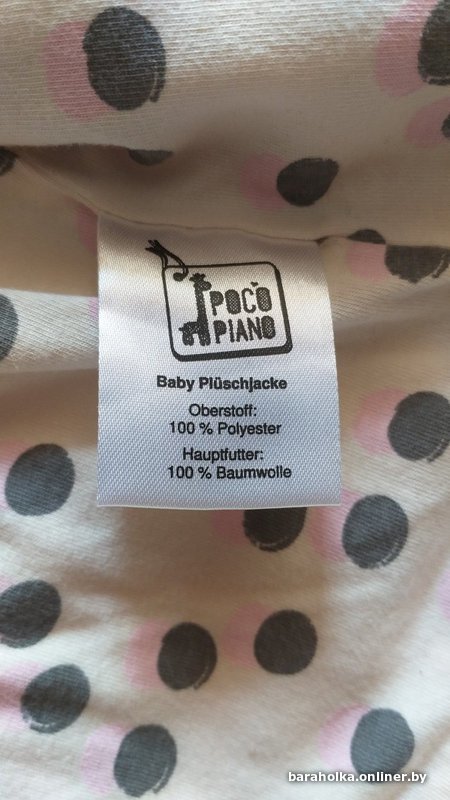 POCO
PIANO
Baby Plüschjacke
Oberstoff:
100 % Polyester
Hauptfutter:
100 % Baumwolle
baraholka.onliner.by